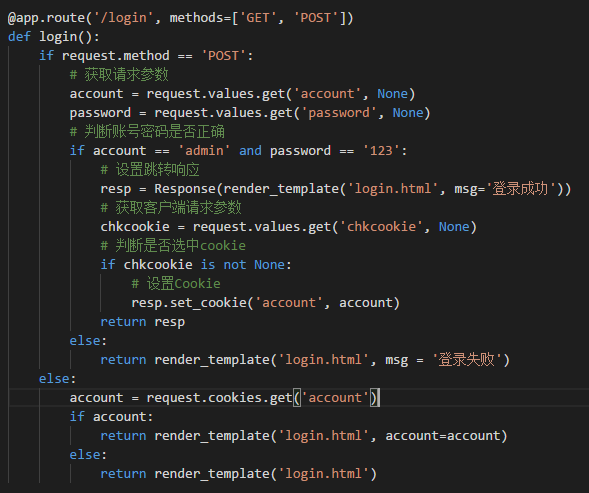 @app.route('/login', methods=['GET', 'POST'])
def login():
    if request.method == 'POST':
        # 获取请求参数
        account = request.values.get('account', None)
        password = request.values.get('password', None)
        # 判断账号密码是否正确
        if account == 'admin' and password == '123':
            # 设置跳转响应
            resp = Response(render_template('login.html', msg='登录成功'))
            # 获取客户端请求参数
            chkcookie = request.values.get('chkcookie', None)
            # 判断是否选中cookie
            if chkcookie is not None:
                # 设置Cookie
                resp.set_cookie('account', account)
            return resp
        else:
            return render_template('login.html', msg = '登录失败')
    else:
        account = request.cookies.get('account')
        if account:
            return render_template('login.html', account=account)
        else:
            return render_template('login.html')